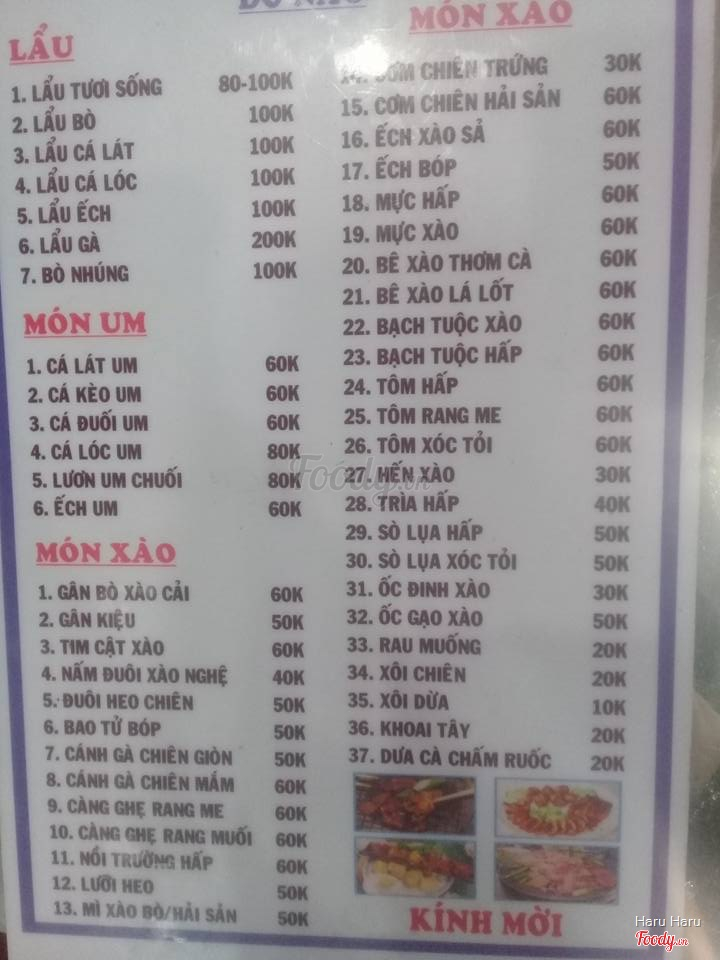 LẨU
1. LẨU TƯƠI SỐNG 80-100K
2. LẨU BÒ 100K
3. LẨU CÁ LÁT 100K
4. LẨU CÁ LÓC 100K
5. LẨU ẾCH 100K
6. LẨU GÀ 200K
7. BÒ NHÚNG 100K
MÓN UM
1. CÁ LÁT UM 60K
2. CÁ KÈO UM 60K
3. CÁ ĐUỐI UM 60K
4. CÁ LÓC UM 80K
5. LƯƠN UM CHUỐI 80K
6. ẾCH UM 60K
MÓN XÀO
1. GÂN BÒ XÀO CẢI 60K
2. GÂN KIỆU 50K
3. TIM CẬT XÀO 60K
4. NẤM ĐUÔI XÀO NGHỆ 40K
5. ĐUÔI HEO CHIÊN 50K
6. BAO TỬ BÓP 50K
7. CÁNH GÀ CHIÊN GIÒN 50K
8. CÁNH GÀ CHIÊN MẮM 60K
9. CÀNG GHẸ RANG ME 60K
10. CÀNG GHẸ RANG MUỐI 60K
11. NỒI TRƯỜNG HẤP 60K
12. LƯỠI HEO 50K
13. MÌ XÀO BÒ/HẢI SẢN 50K
MÓN XÀO
14. CƠM CHIÊN TRỨNG 30K
15. CƠM CHIÊN HẢI SẢN 60K
16. ẾCH XÀO SẢ 60K
17. ẾCH BÓP 50K
18. MỰC HẤP 60K
19. MỰC XÀO 60K
20. BÊ XÀO THƠM CÀ 60K
21. BÊ XÀO LÁ LỐT 60K
22. BẠCH TUỘC XÀO 60K
23. BẠCH TUỘC HẤP 60K
24. TÔM HẤP 60K
25. TÔM RANG ME 60K
26. TÔM XÓC TỎI 60K
27. HẾN XÀO 30K
28. TRÌA HẤP 40K
29. SÒ LỤA HẤP 50K
30. SÒ LỤA XÓC TỎI 50K
31. ỐC ĐINH XÀO 30K
32. ỐC GẠO XÀO 50K
33. RAU MUỐNG 20K
34. XÔI CHIÊN 20K
35. XÔI DỪA 10K
36. KHOAI TÂY 20K
37. DƯA CÀ CHẤM RUỐC 20K
KÍNH MỜI
Foody.vn
Haru Haru
Foody.vn